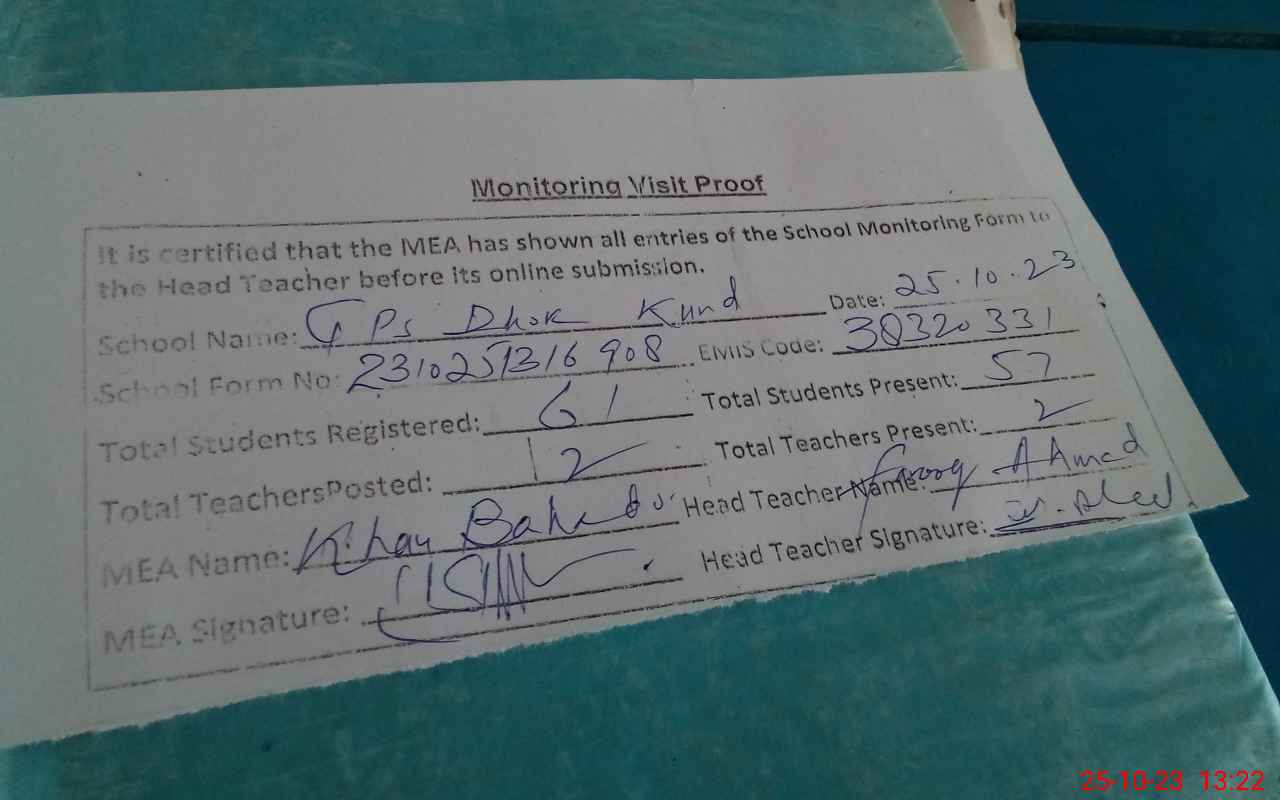 Monitoring Visit Proof
It is certified that the MEA has shown all entries of the School Monitoring Form to
the Head Teacher before its online submission.
School Name: G Ps Dhok Kund Date: 25.10.23
School Form No: 2310251316908 EMIS Code: 38320331
Total Students Registered: 61 Total Students Present: 57
Total TeachersPosted: 2 Total Teachers Present: 2
MEA Name: Khan Bahadur Head Teacher Name: Farooq Ahmed
MEA Signature: Head Teacher Signature:
25-10-23 13:22